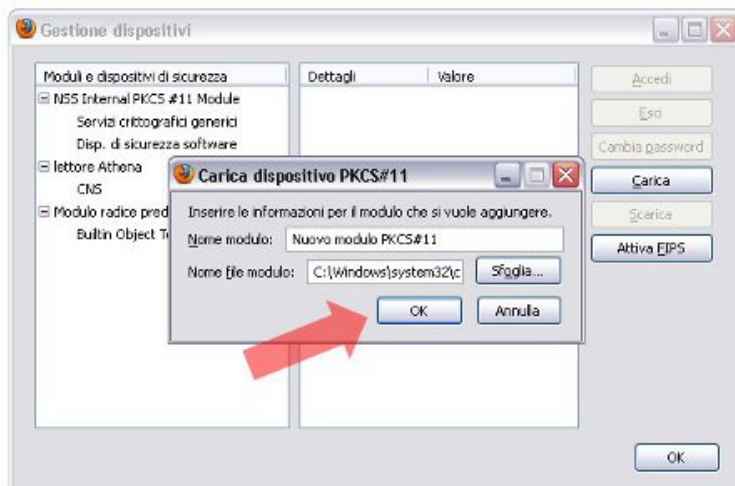 Gestione dispositivi
Moduli e dispositivi di sicurezza
Dettagli
Valore
NSS Internal PKCS #11 Module
Servizi crittografici generici
Disp. di sicurezza software
lettore Athena
CNS
Modulo radice pred
Builtin Object T
Accedi
Esci
Cambia password
Carica
Scarica
Attiva FIPS
Carica dispositivo PKCS#11
Inserire le informazioni per il modulo che si vuole aggiungere.
Nome modulo: Nuovo modulo PKCS#11
Nome file modulo: C:\Windows\system32\c Sfoglia...
OK Annulla
OK